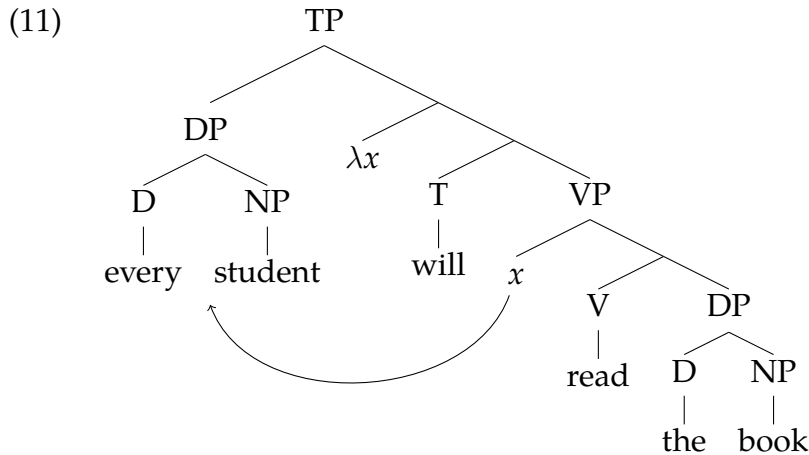 (11) TP
DP
λx
D NP T VP
every student will x
V DP
read D NP
the book